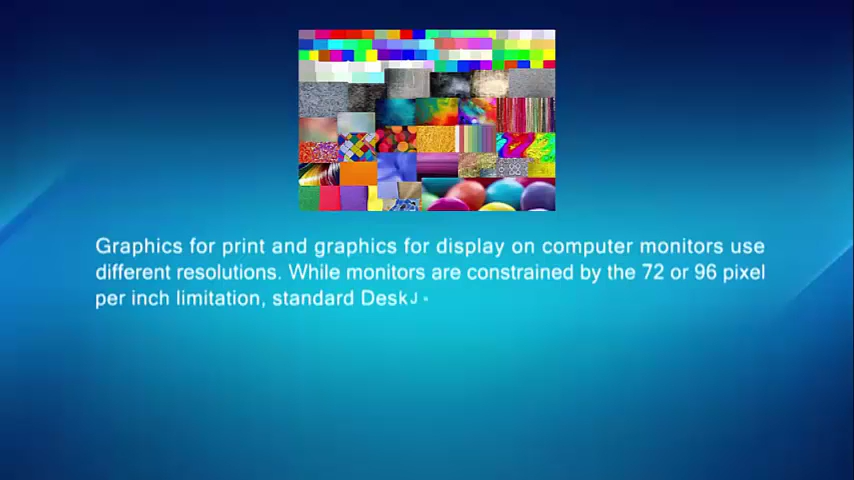 Graphics for print and graphics for display on computer monitors use
different resolutions. While monitors are constrained by the 72 or 96 pixel
per inch limitation, standard DeskJ